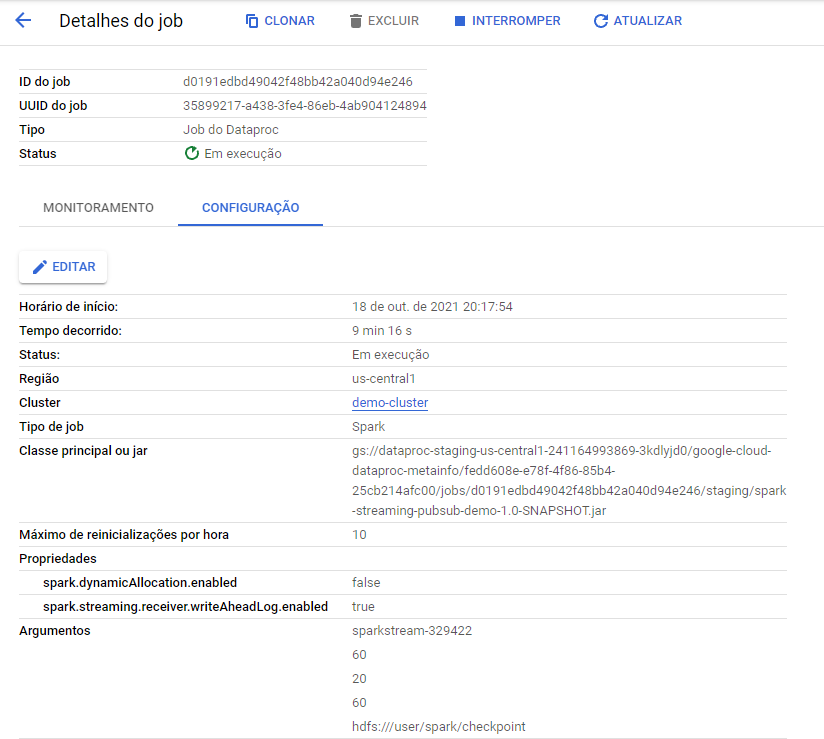 Detalhes do job CLONAR EXCLUIR INTERROMPER ATUALIZAR
ID do job d0191edbd49042f48bb42a040d94e246
UUID do job 35899217-a438-3fe4-86eb-4ab904124894
Tipo Job do Dataproc
Status Em execução
MONITORAMENTO CONFIGURAÇÃO
EDITAR
Horário de início: 18 de out. de 2021 20:17:54
Tempo decorrido: 9 min 16 s
Status: Em execução
Região us-central1
Cluster demo-cluster
Tipo de job Spark
Classe principal ou jar gs://dataproc-staging-us-central1-241164993869-3kdlyjd0/google-cloud-
dataproc-metainfo/fedd608e-e78f-4f86-85b4-
25cb214afc00/jobs/d0191edbd49042f48bb42a040d94e246/staging/spark
-streaming-pubsub-demo-1.0-SNAPSHOT.jar
Máximo de reinicializações por hora 10
Propriedades
spark.dynamicAllocation.enabled false
spark.streaming.receiver.writeAheadLog.enabled true
Argumentos sparkstream-329422
60
20
60
hdfs:///user/spark/checkpoint